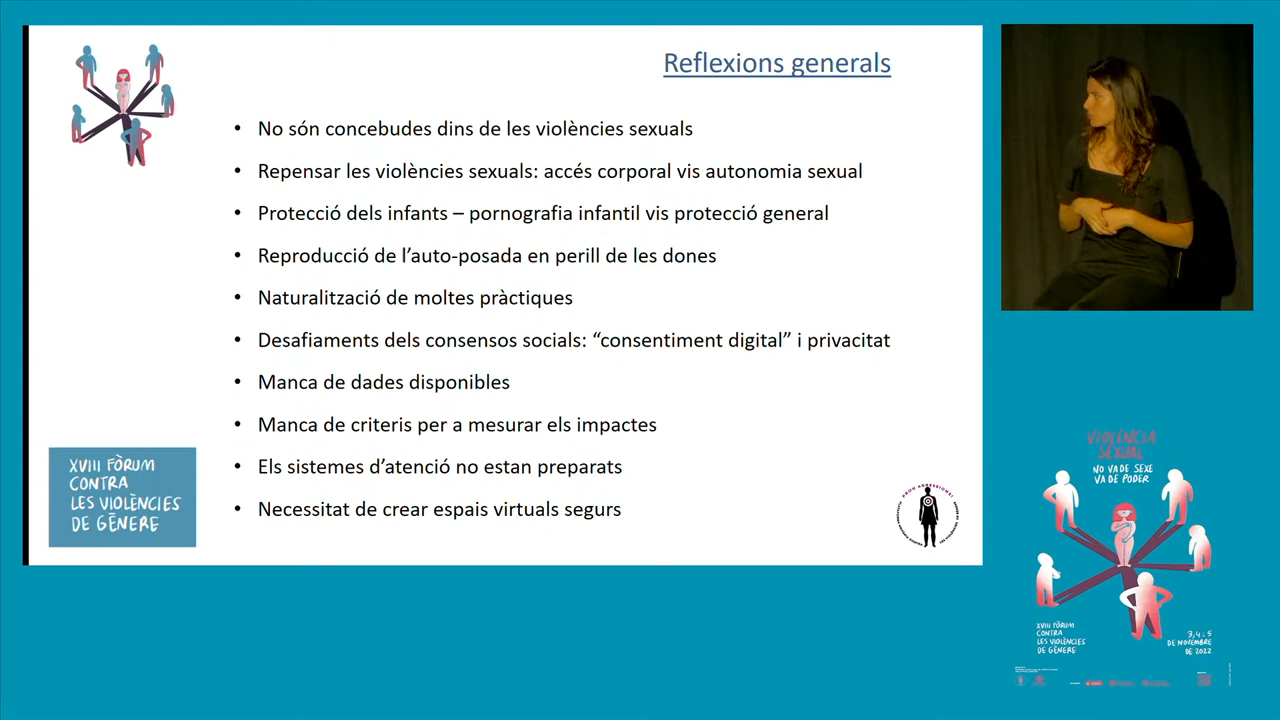 Reflexions generals
• No són concebudes dins de les violències sexuals
• Repensar les violències sexuals: accés corporal vis autonomia sexual
• Protecció dels infants – pornografia infantil vis protecció general
• Reproducció de l’auto-posada en perill de les dones
• Naturalització de moltes pràctiques
• Desafiaments dels consensos socials: “consentiment digital” i privacitat
• Manca de dades disponibles
• Manca de criteris per a mesurar els impactes
• Els sistemes d’atenció no estan preparats
• Necessitat de crear espais virtuals segurs
XVIII FÒRUM
CONTRA
LES VIOLÈNCIES
DE GÈNERE
PROU AGRESSIONS!
VIOLÈNCIA
SEXUAL
NO VA DE SEXE
VA DE PODER
XVIII FÒRUM
CONTRA
LES VIOLÈNCIES
DE GÈNERE
3, 4 i 5
DE NOVEMBRE
DE 2022